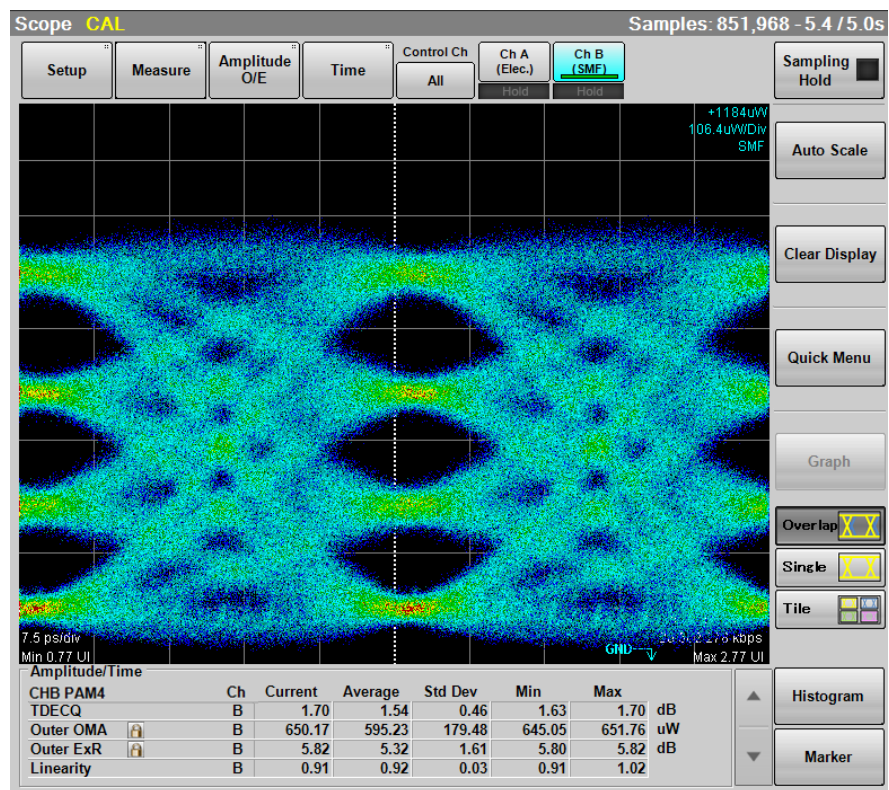 Scope CAL Samples: 851,968 - 5.4 / 5.0s
Setup
Measure
Amplitude
O/E
Time
Control Ch
All
Ch A
(Elec.)
Hold
Ch B
(SMF)
Hold
Sampling
Hold
+1184uW
106.4uW/Div
SMF
Auto Scale
Clear Display
Quick Menu
Graph
Overlap
Single
Tile
7.5 ps/div
Min 0.77 UI
GND
kbps
Max 2.77 UI
Amplitude/Time
CHB PAM4 Ch Current Average Std Dev Min Max
TDECQ B 1.70 1.54 0.46 1.63 1.70 dB
Outer OMA B 650.17 595.23 179.48 645.05 651.76 uW
Outer ExR B 5.82 5.32 1.61 5.80 5.82 dB
Linearity B 0.91 0.92 0.03 0.91 1.02
Histogram
Marker